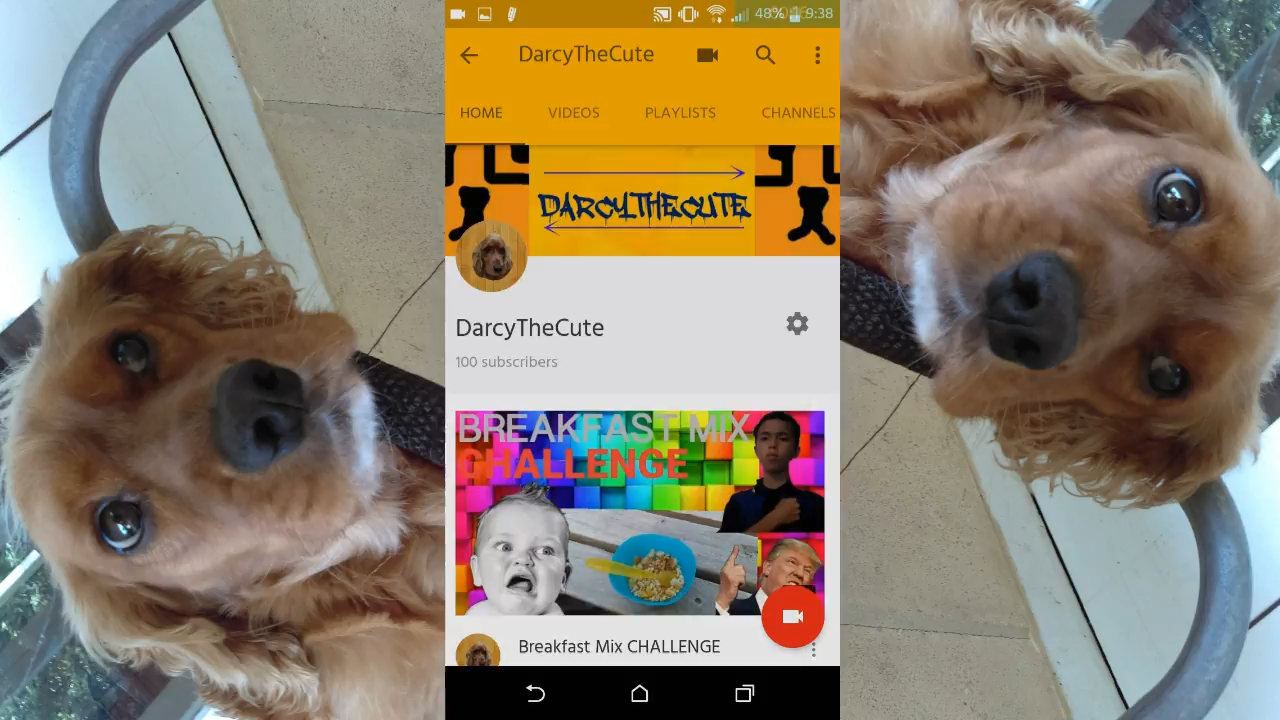 48% 9:38
DarcyTheCute
HOME VIDEOS PLAYLISTS CHANNELS
DARCYTHECUTE
DarcyTheCute
100 subscribers
BREAKFAST MIX
CHALLENGE
Breakfast Mix CHALLENGE